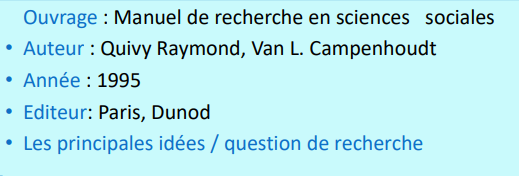 Ouvrage : Manuel de recherche en sciences sociales
• Auteur : Quivy Raymond, Van L. Campenhoudt
• Année : 1995
• Editeur: Paris, Dunod
• Les principales idées / question de recherche